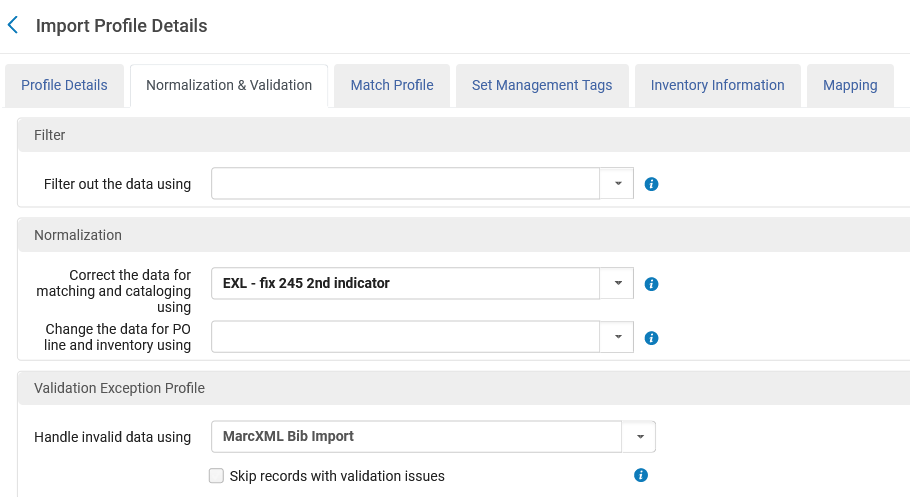 Import Profile Details
Profile Details
Normalization & Validation
Match Profile
Set Management Tags
Inventory Information
Mapping
Filter
Filter out the data using
Normalization
Correct the data for
matching and cataloging
using
EXL - fix 245 2nd indicator
Change the data for PO
line and inventory using
Validation Exception Profile
Handle invalid data using
MarcXML Bib Import
Skip records with validation issues